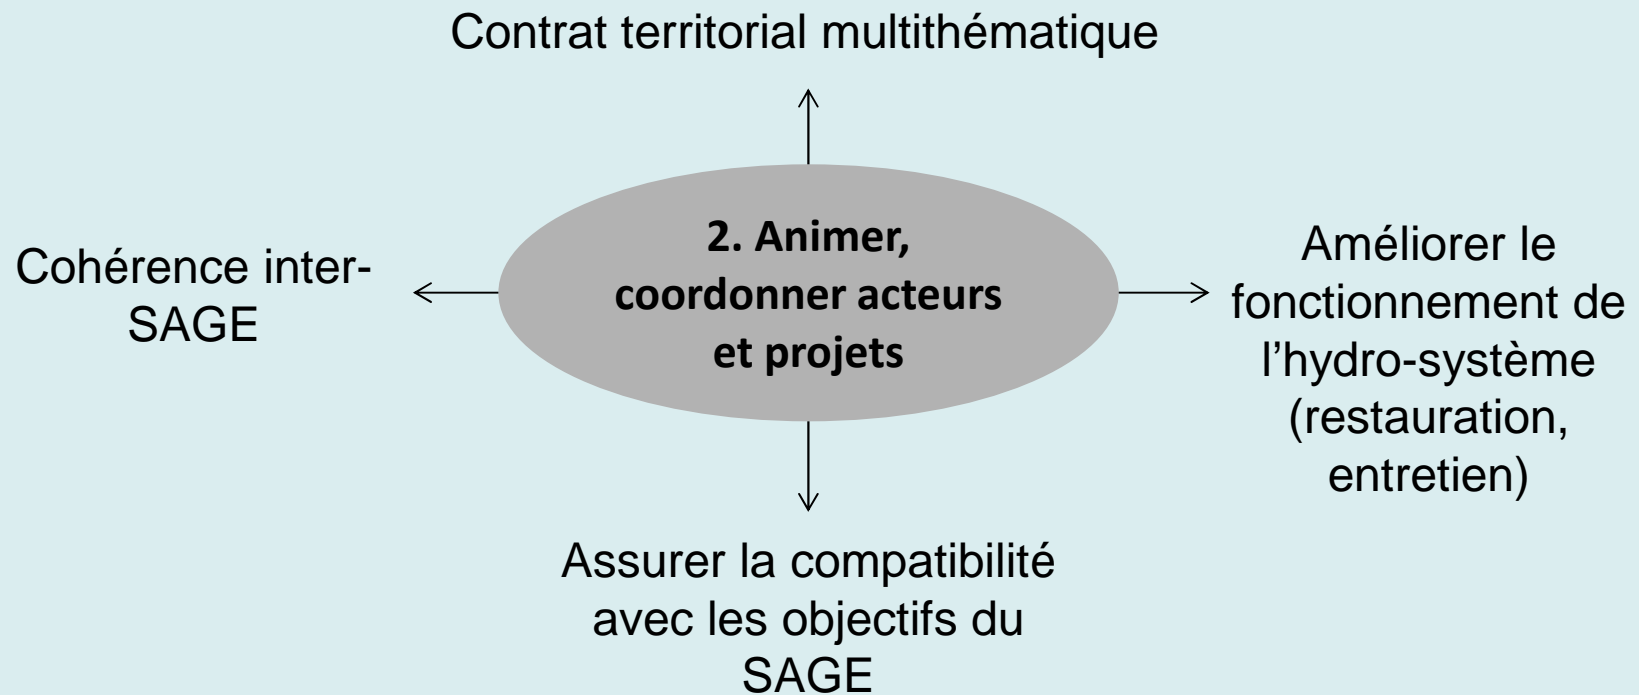 Contrat territorial multithématique
2. Animer,
coordonner acteurs
et projets
Cohérence inter-
SAGE
Améliorer le
fonctionnement de
l'hydro-système
(restauration,
entretien)
Assurer la compatibilité
avec les objectifs du
SAGE